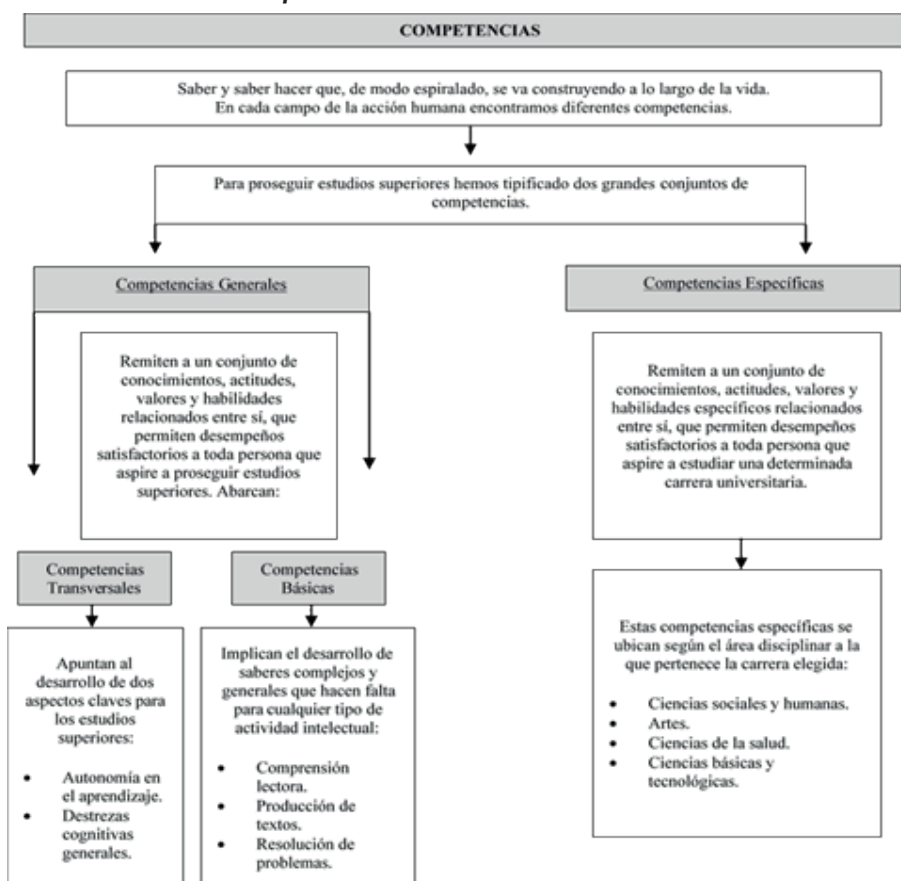 COMPETENCIAS
Saber y saber hacer que, de modo espiralado, se va construyendo a lo largo de la vida.
En cada campo de la acción humana encontramos diferentes competencias.
Para proseguir estudios superiores hemos tipificado dos grandes conjuntos de
competencias.
Competencias Generales
Remiten a un conjunto de
conocimientos, actitudes,
valores y habilidades
relacionados entre sí, que
permiten desempeños
satisfactorios a toda persona que
aspire a proseguir estudios
superiores. Abarcan:
Competencias
Transversales
Apuntan al
desarrollo de dos
aspectos claves para
los estudios
superiores:
• Autonomía en
el aprendizaje.
• Destrezas
cognitivas
generales.
Competencias
Básicas
Implican el desarrollo de
saberes complejos y
generales que hacen falta
para cualquier tipo de
actividad intelectual:
• Comprensión
lectora.
• Producción de
textos.
• Resolución de
problemas.
Competencias Específicas
Remiten a un conjunto de
conocimientos, actitudes, valores y
habilidades específicos relacionados
entre sí, que permiten desempeños
satisfactorios a toda persona que
aspire a estudiar una determinada
carrera universitaria.
Estas competencias específicas se
ubican según el área disciplinar a la
que pertenece la carrera elegida:
• Ciencias sociales y humanas.
• Artes.
• Ciencias de la salud.
• Ciencias básicas y
tecnológicas.